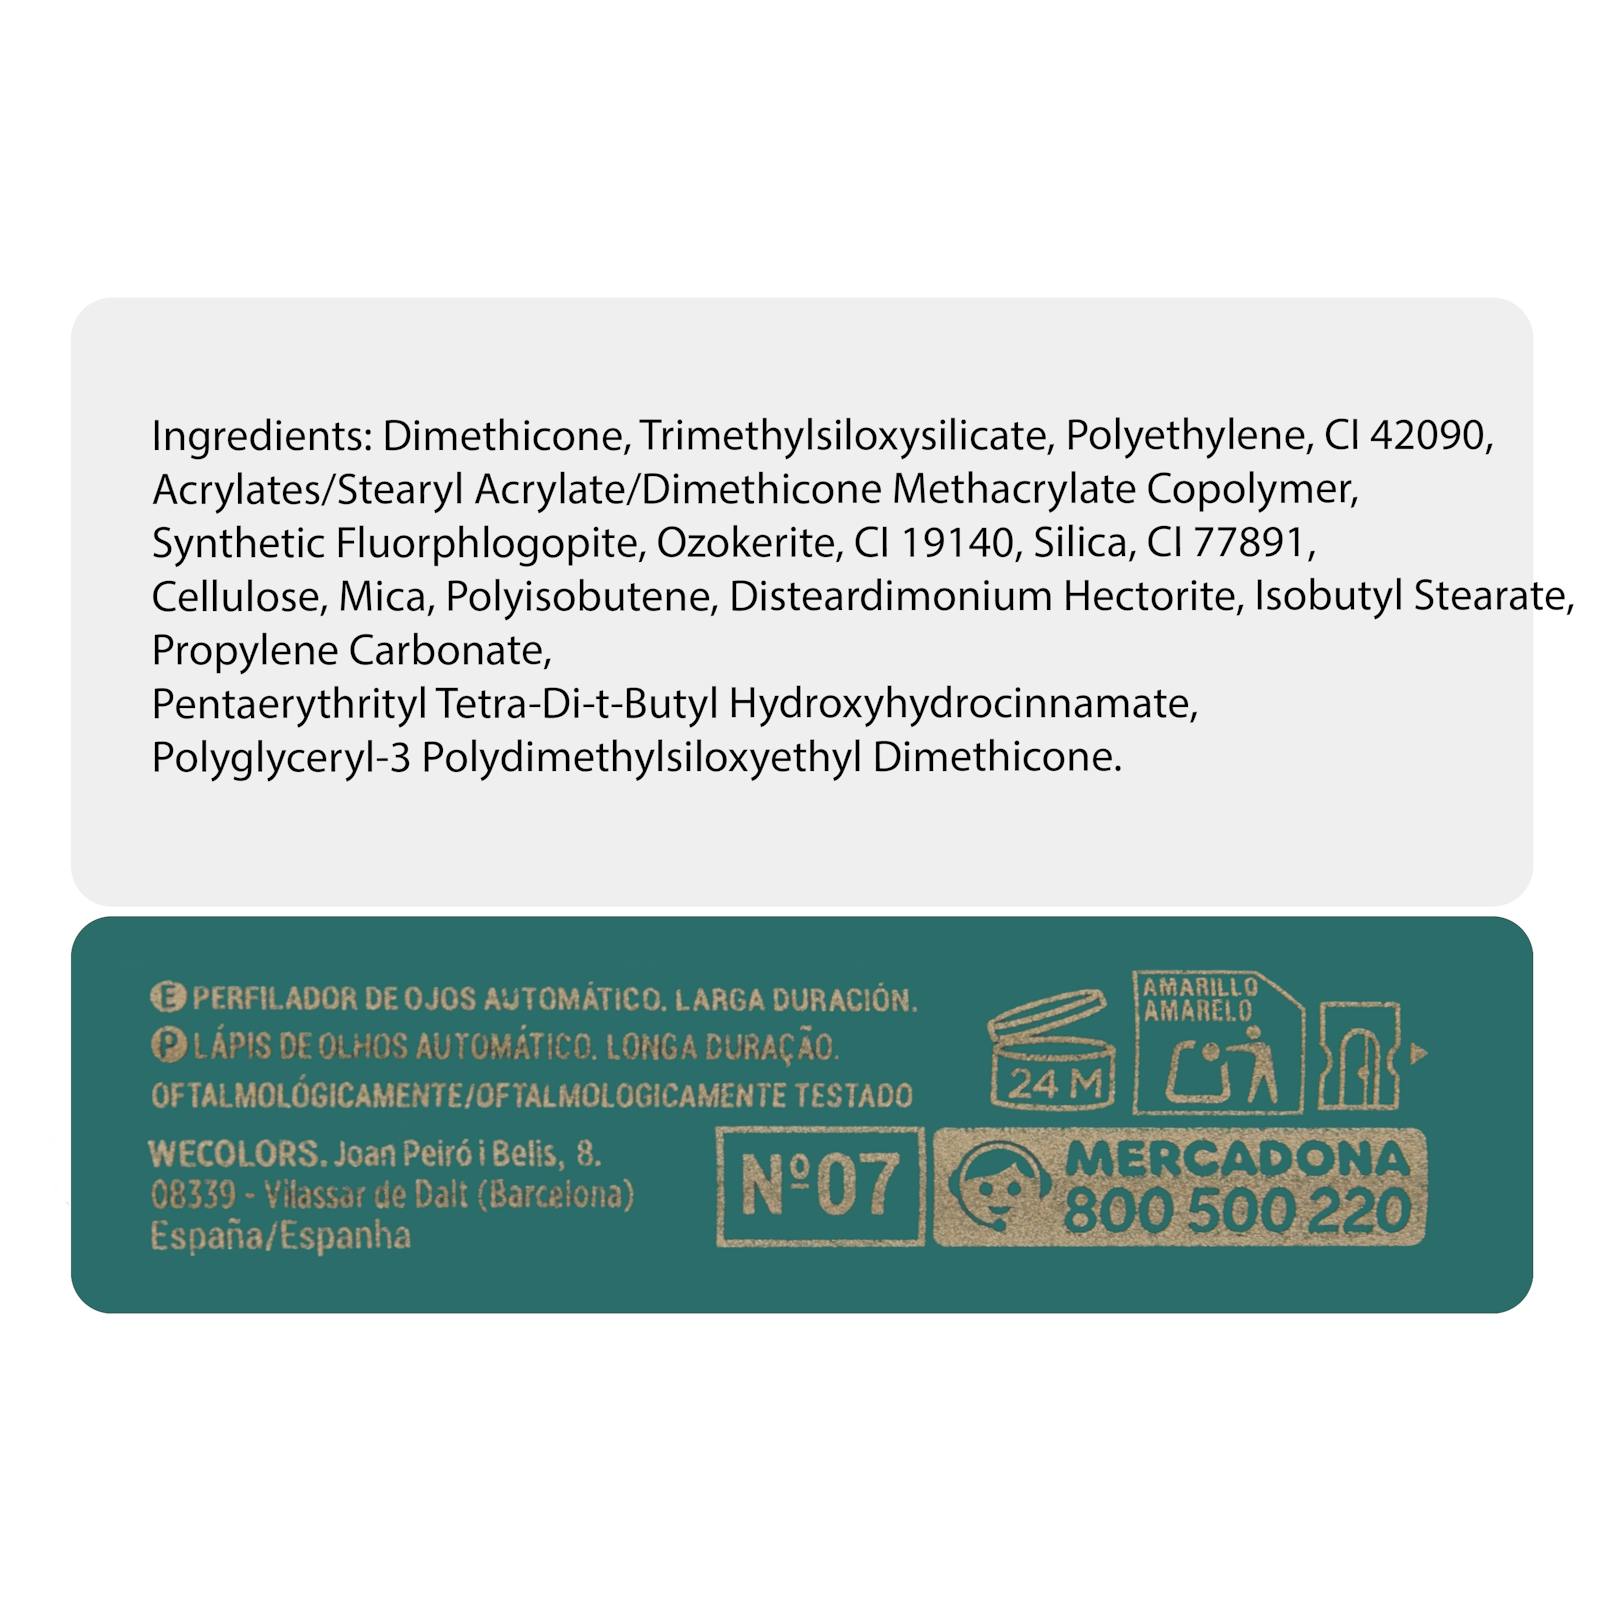 Ingredients: Dimethicone, Trimethylsiloxysilicate, Polyethylene, CI 42090,
Acrylates/Stearyl Acrylate/Dimethicone Methacrylate Copolymer,
Synthetic Fluorphlogopite, Ozokerite, CI 19140, Silica, CI 77891,
Cellulose, Mica, Polyisobutene, Disteardimonium Hectorite, Isobutyl Stearate,
Propylene Carbonate,
Pentaerythrityl Tetra-Di-t-Butyl Hydroxyhydrocinnamate,
Polyglyceryl-3 Polydimethylsiloxyethyl Dimethicone.
E PERFILADOR DE OJOS AUTOMÁTICO. LARGA DURACIÓN.
P LÁPIS DE OLHOS AUTOMÁTICO. LONGA DURAÇÃO.
OFTALMOLÓGICAMENTE/OFTALMOLOGICAMENTE TESTADO
WECOLORS. Joan Peiró i Belis, 8.
08339 - Vilassar de Dalt (Barcelona)
España/Espanha
24 M
AMARILLO
AMARELO
Nº07
MERCADONA
800 500 220